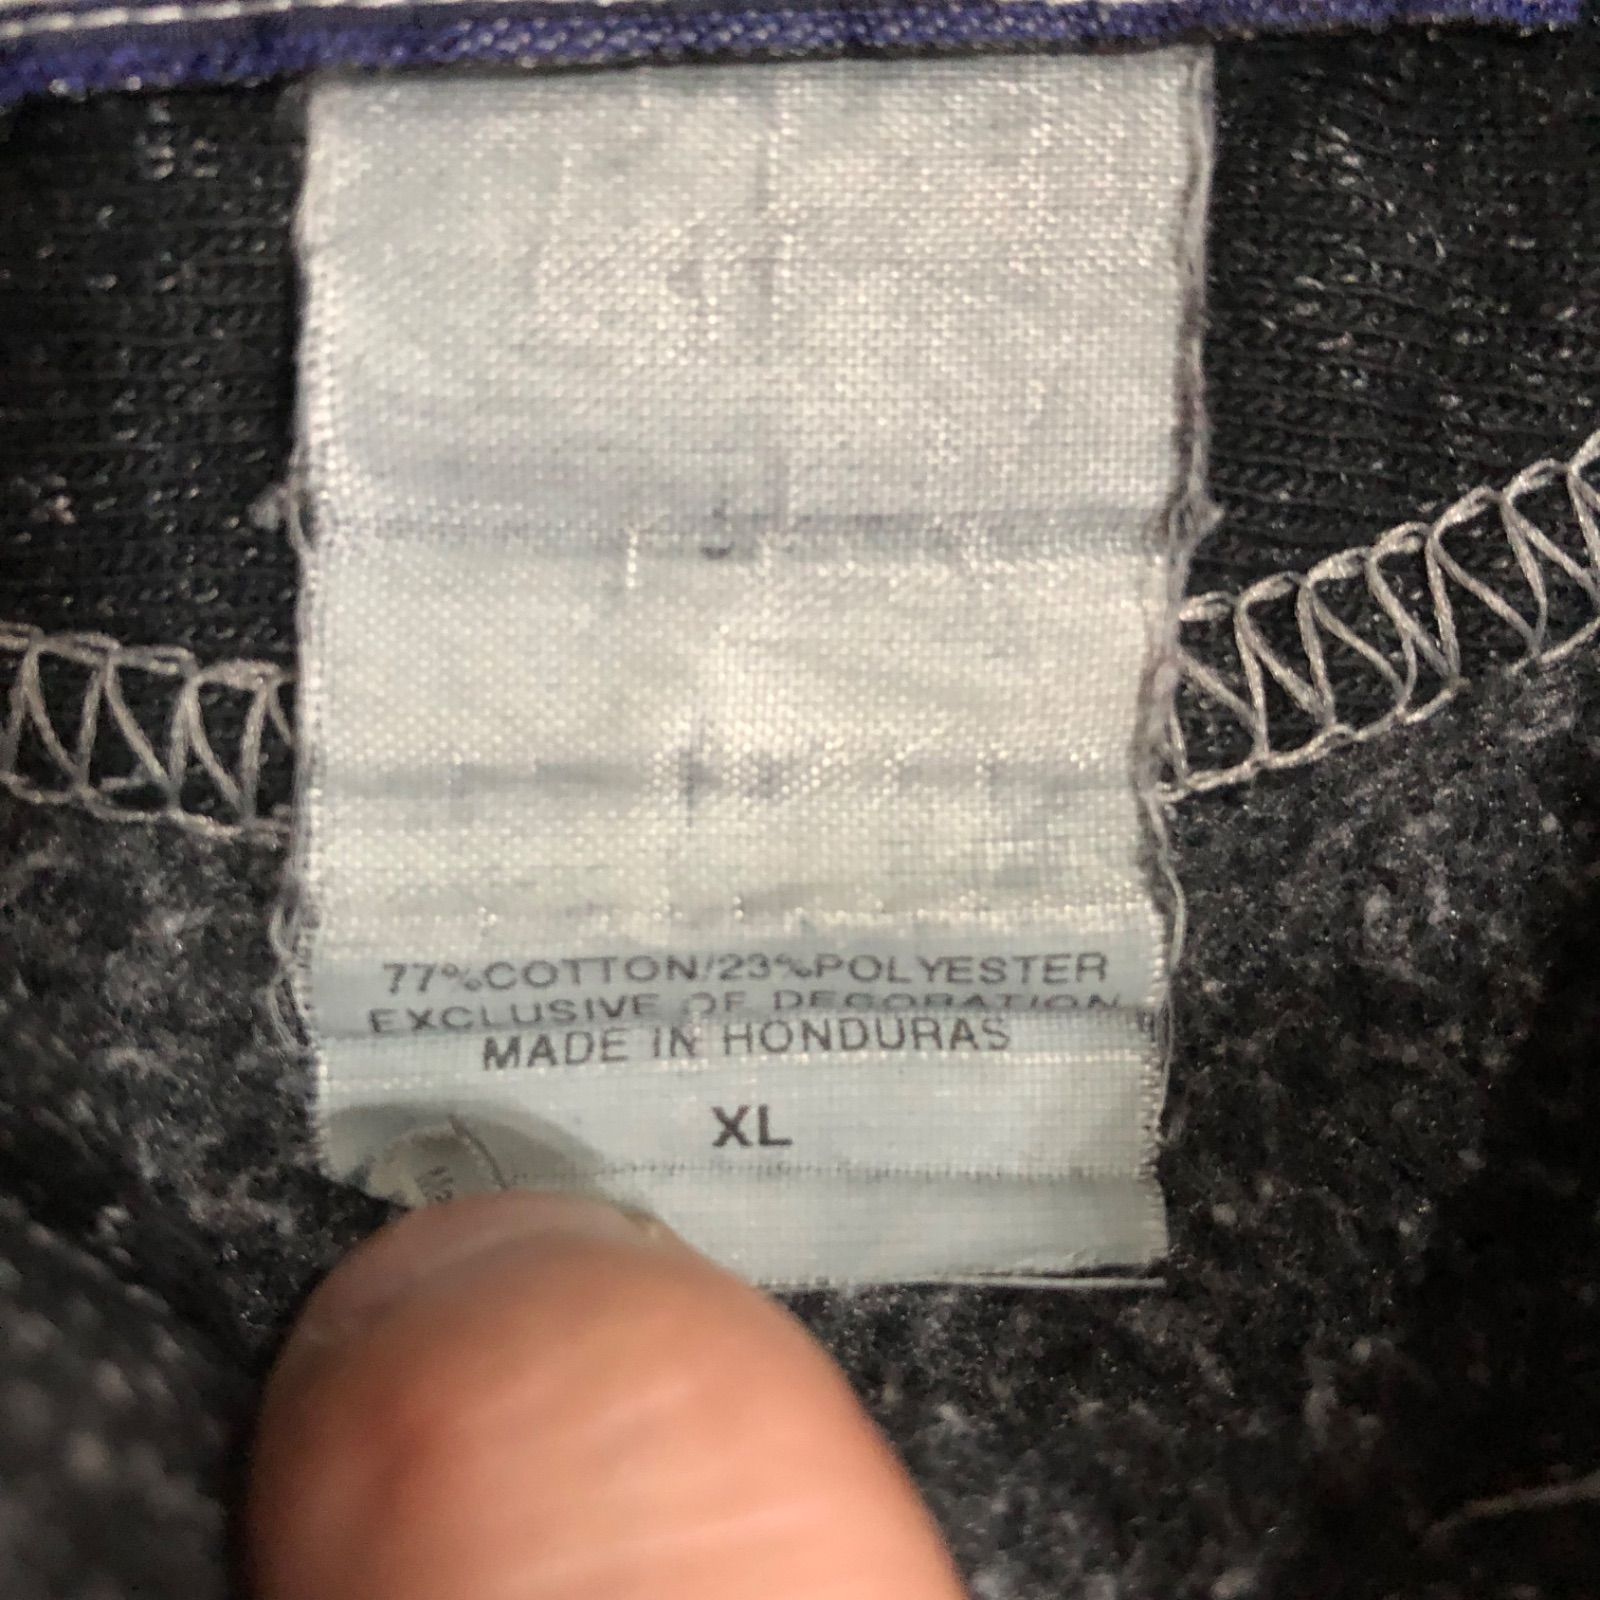 77%COTTON/23%POLYESTER
EXCLUSIVE OF DECORATION
MADE IN HONDURAS
XL